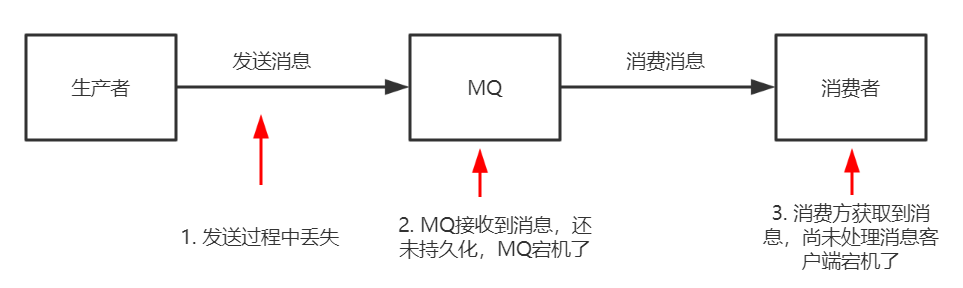 发送消息
消费消息
生产者
MQ
消费者
1. 发送过程中丢失
2. MQ接收到消息，还
未持久化，MQ宕机了
3. 消费方获取到消
息，尚未处理消息客
户端宕机了